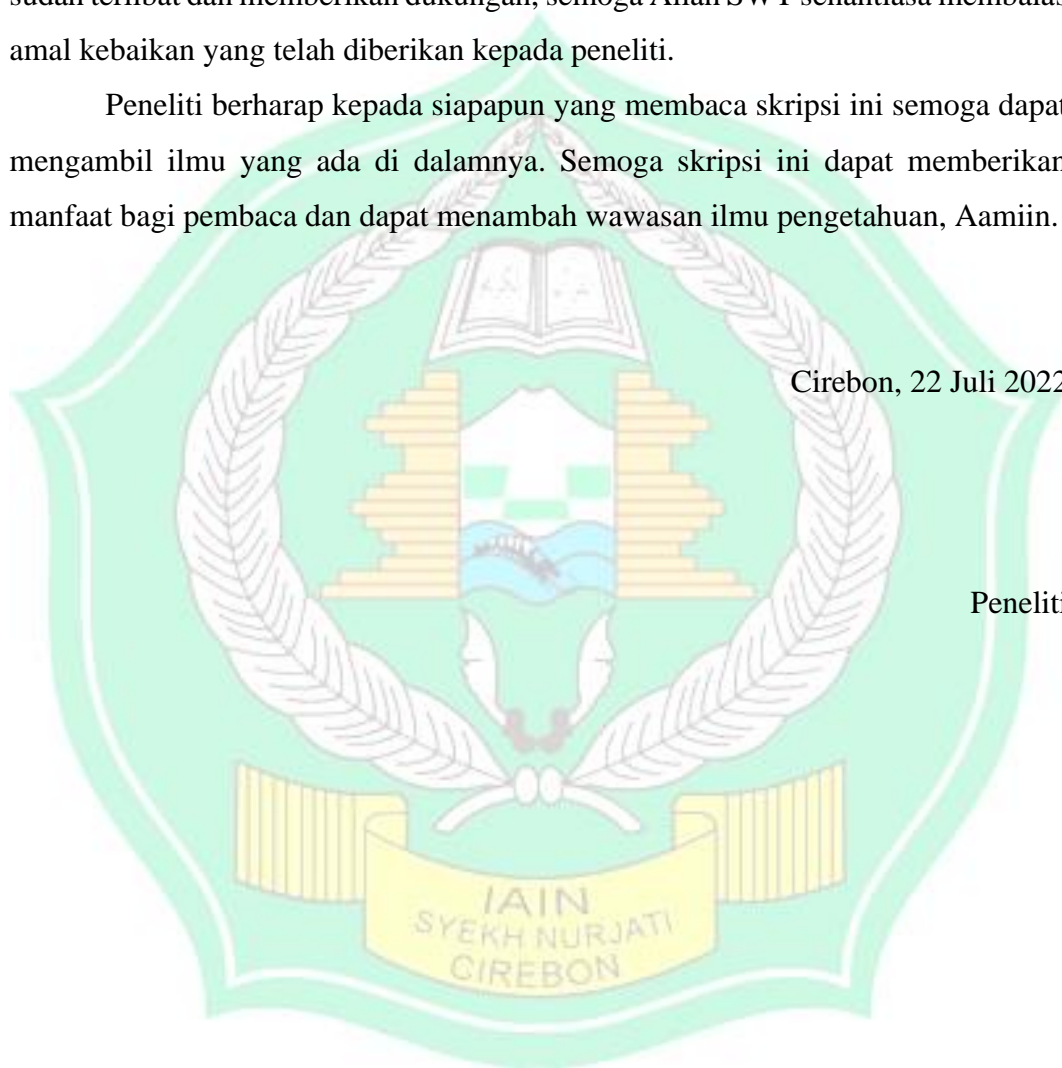 sudah terlibat dan memberikan dukungan, semoga Allah SWT senantiasa membalas
amal kebaikan yang telah diberikan kepada peneliti.
Peneliti berharap kepada siapapun yang membaca skripsi ini semoga dapat
mengambil ilmu yang ada di dalamnya. Semoga skripsi ini dapat memberikan
manfaat bagi pembaca dan dapat menambah wawasan ilmu pengetahuan, Aamiin.
Cirebon, 22 Juli 2022
Peneliti
IAIN
SYEKH NURJATI
CIREBON